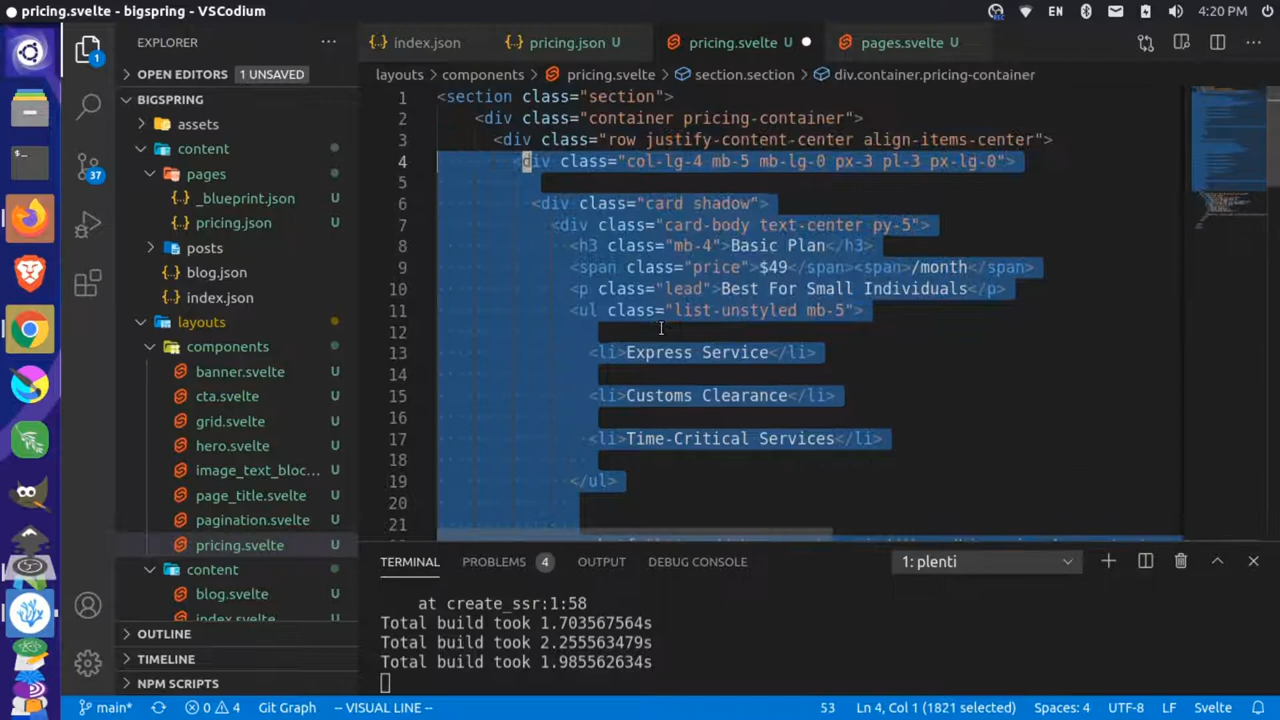 pricing.svelte - bigspring - VSCodium
EN
4:20 PM
EXPLORER
index.json
pricing.json U
pricing.svelte U
pages.svelte U
OPEN EDITORS 1 UNSAVED
layouts components pricing.svelte section.section div.container.pricing-container
BIGSPRING
assets
content
pages
_blueprint.json
pricing.json U
posts
blog.json
index.json
layouts
components
banner.svelte U
cta.svelte U
grid.svelte U
hero.svelte U
image_text_bloc... U
page_title.svelte U
pagination.svelte U
pricing.svelte U
content
blog.svelte U
index.svelte U
OUTLINE
TIMELINE
NPM SCRIPTS
1
37
1 <section class="section">
2 <div class="container pricing-container">
3 <div class="row justify-content-center align-items-center">
4 <div class="col-lg-4 mb-5 mb-lg-0 px-3 pl-3 px-lg-0">
5
6 <div class="card shadow">
7 <div class="card-body text-center py-5">
8 <h3 class="mb-4">Basic Plan</h3>
9 <span class="price">$49</span><span>/month</span>
10 <p class="lead">Best For Small Individuals</p>
11 <ul class="list-unstyled mb-5">
12
13 <li>Express Service</li>
14
15 <li>Customs Clearance</li>
16
17 <li>Time-Critical Services</li>
18
19 </ul>
20
21
TERMINAL PROBLEMS 4 OUTPUT DEBUG CONSOLE 1: plenti
at create_ssr:1:58
Total build took 1.703567564s
Total build took 2.255563479s
Total build took 1.985562634s
main* 0 4 Git Graph -- VISUAL LINE -- 53 Ln 4, Col 1 (1821 selected) Spaces: 4 UTF-8 LF Svelte